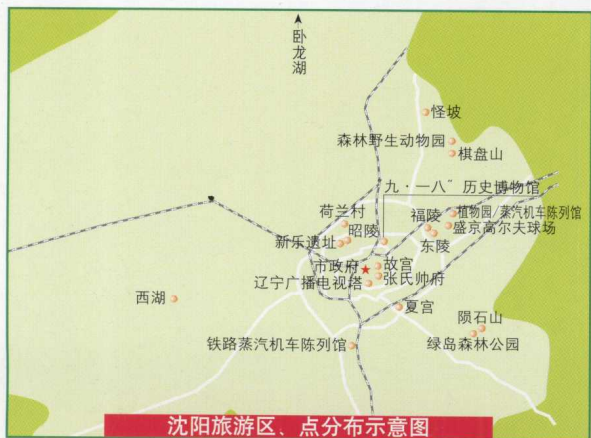 卧龙湖
怪坡
森林野生动物园
棋盘山
九·一八”历史博物馆
荷兰村
福陵
植物园/蒸汽机车陈列馆
昭陵
盛京高尔夫球场
新乐遗址
东陵
市政府
故宫
张氏帅府
辽宁广播电视塔
西湖
夏宫
陨石山
铁路蒸汽机车陈列馆
绿岛森林公园
沈阳旅游区、点分布示意图